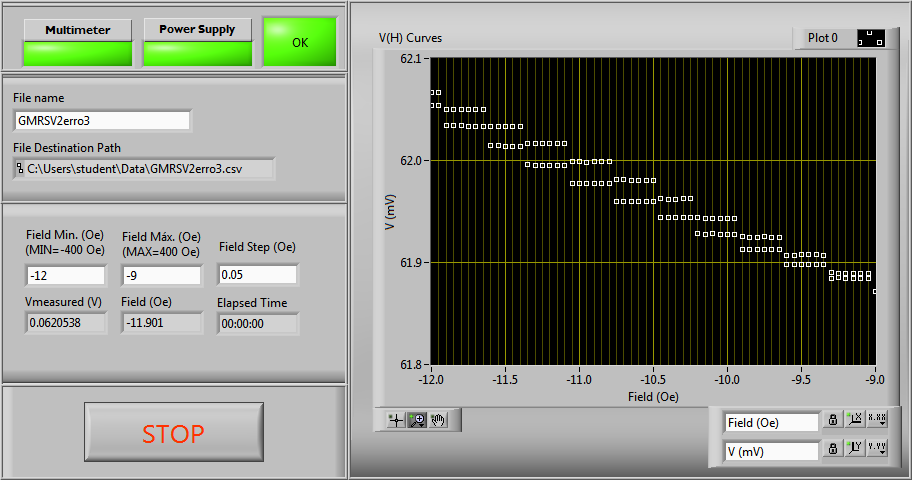 Multimeter
Power Supply
OK
File name
GMRSV2erro3
File Destination Path
C:\Users\student\Data\GMRSV2erro3.csv
Field Min. (Oe)
(MIN=-400 Oe)
Field Máx. (Oe)
(MAX=400 Oe)
Field Step (Oe)
-12
-9
0.05
Vmeasured (V)
Field (Oe)
Elapsed Time
0.0620538
-11.901
00:00:00
STOP
V(H) Curves
Plot 0
62.1
62.0
61.9
61.8
V (mV)
-12.0 -11.5 -11.0 -10.5 -10.0 -9.5 -9.0
Field (Oe)
Field (Oe)
X
X.XX
V (mV)
Y
Y.YY